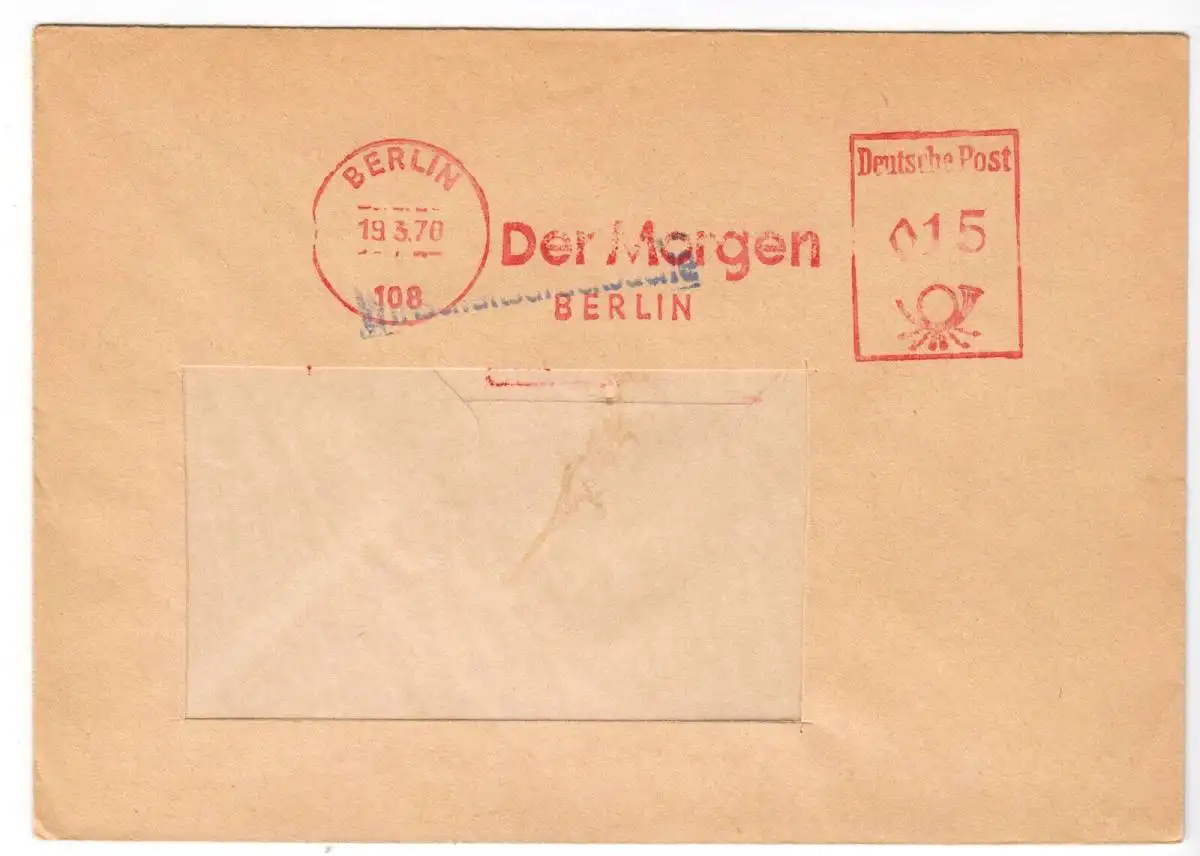 BERLIN
19.3.70
108
Der Morgen
BERLIN
Deutsche Post
015